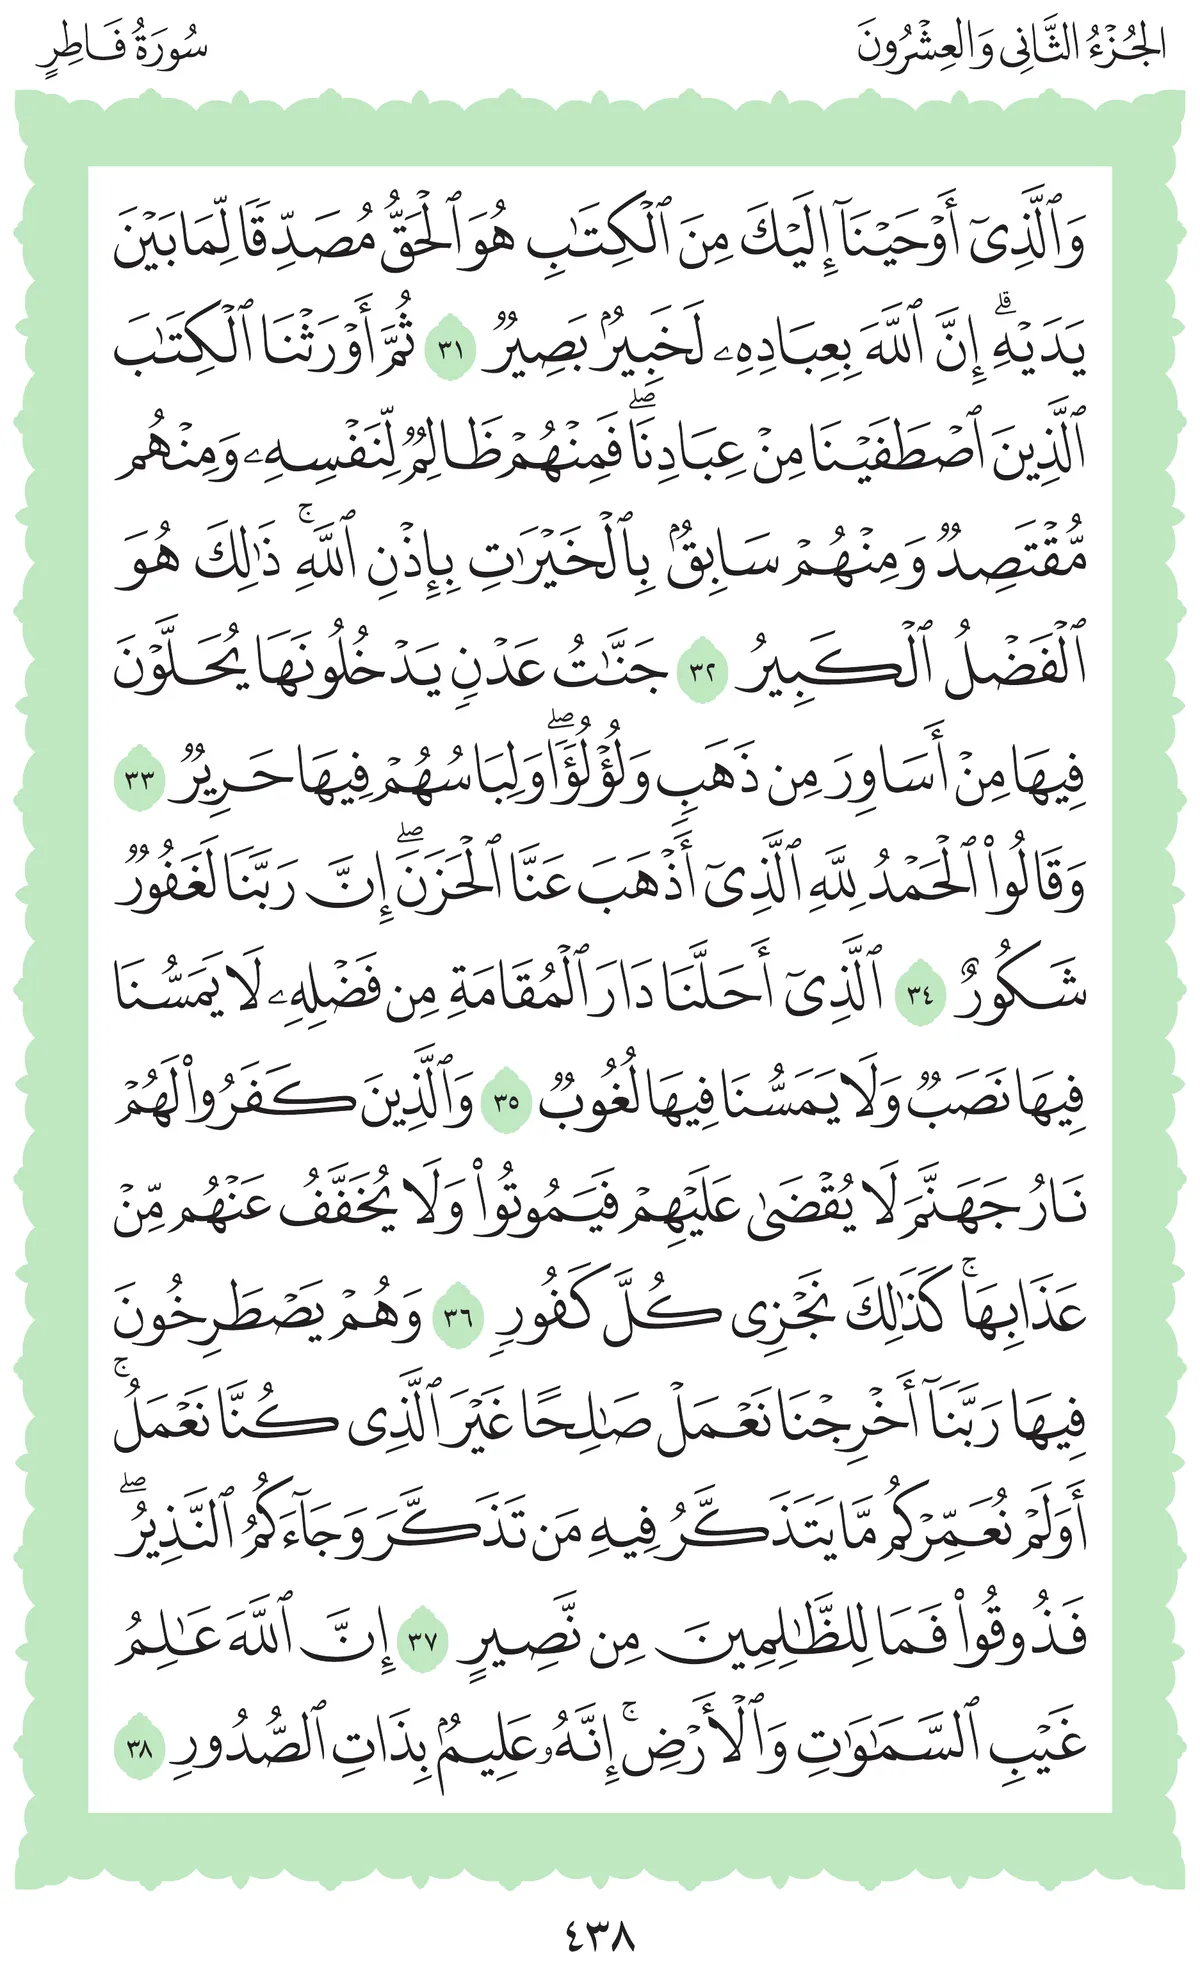 الجُزْءُ الثَّانِي وَالعِشْرُونَ
سُورَةُ فَاطِرٍ
وَٱلَّذِىٓ أَوۡحَيۡنَآ إِلَيۡكَ مِنَ ٱلۡكِتَٰبِ هُوَ ٱلۡحَقُّ مُصَدِّقٗا لِّمَا بَيۡنَ
يَدَيۡهِۗ إِنَّ ٱللَّهَ بِعِبَادِهِۦ لَخَبِيرُۢ بَصِيرٞ ٣١ ثُمَّ أَوۡرَثۡنَا ٱلۡكِتَٰبَ
ٱلَّذِينَ ٱصۡطَفَيۡنَا مِنۡ عِبَادِنَاۖ فَمِنۡهُمۡ ظَالِمٞ لِّنَفۡسِهِۦ وَمِنۡهُم
مُّقۡتَصِدٞ وَمِنۡهُمۡ سَابِقُۢ بِٱلۡخَيۡرَٰتِ بِإِذۡنِ ٱللَّهِۚ ذَٰلِكَ هُوَ
ٱلۡفَضۡلُ ٱلۡكَبِيرُ ٣٢ جَنَّٰتُ عَدۡنٖ يَدۡخُلُونَهَا يُحَلَّوۡنَ
فِيهَا مِنۡ أَسَاوِرَ مِن ذَهَبٖ وَلُؤۡلُؤٗاۖ وَلِبَاسُهُمۡ فِيهَا حَرِيرٞ ٣٣
وَقَالُواْ ٱلۡحَمۡدُ لِلَّهِ ٱلَّذِىٓ أَذۡهَبَ عَنَّا ٱلۡحَزَنَۖ إِنَّ رَبَّنَا لَغَفُورٞ
شَكُورٌ ٣٤ ٱلَّذِىٓ أَحَلَّنَا دَارَ ٱلۡمُقَامَةِ مِن فَضۡلِهِۦ لَا يَمَسُّنَا
فِيهَا نَصَبٞ وَلَا يَمَسُّنَا فِيهَا لُغُوبٞ ٣٥ وَٱلَّذِينَ كَفَرُواْ لَهُمۡ
نَارُ جَهَنَّمَ لَا يُقۡضَىٰ عَلَيۡهِمۡ فَيَمُوتُواْ وَلَا يُخَفَّفُ عَنۡهُم مِّنۡ
عَذَابِهَاۚ كَذَٰلِكَ نَجۡزِى كُلَّ كَفُورٖ ٣٦ وَهُمۡ يَصۡطَرِخُونَ
فِيهَا رَبَّنَآ أَخۡرِجۡنَا نَعۡمَلۡ صَٰلِحًا غَيۡرَ ٱلَّذِى كُنَّا نَعۡمَلُۚ
أَوَلَمۡ نُعَمِّرۡكُم مَّا يَتَذَكَّرُ فِيهِ مَن تَذَكَّرَ وَجَآءَكُمُ ٱلنَّذِيرُۖ
فَذُوقُواْ فَمَا لِلظَّٰلِمِينَ مِن نَّصِيرٍ ٣٧ إِنَّ ٱللَّهَ عَٰلِمُ
غَيۡبِ ٱلسَّمَٰوَٰتِ وَٱلۡأَرۡضِۚ إِنَّهُۥ عَلِيمُۢ بِذَاتِ ٱلصُّدُورِ ٣٨
٤٣٨